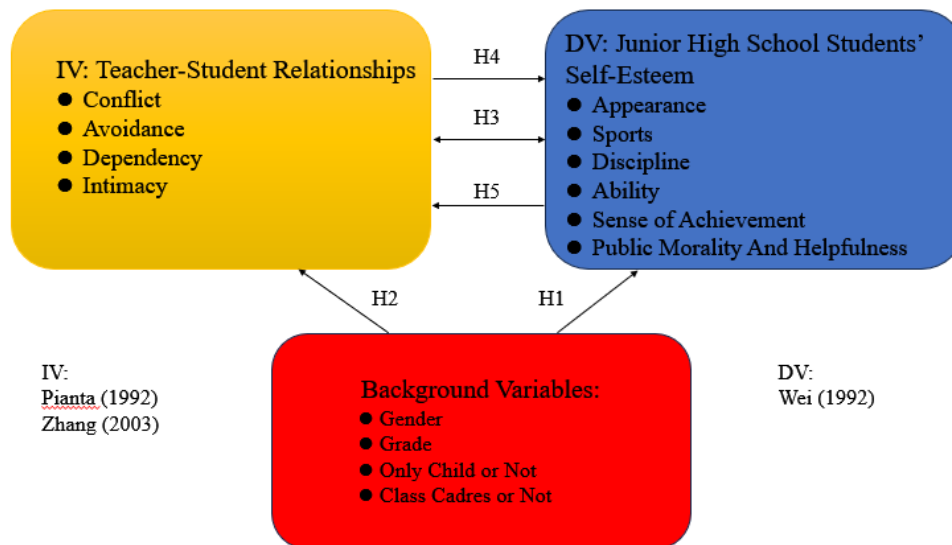 IV: Teacher-Student Relationships
● Conflict
● Avoidance
● Dependency
● Intimacy
H4
H3
H5
DV: Junior High School Students'
Self-Esteem
● Appearance
● Sports
● Discipline
● Ability
● Sense of Achievement
● Public Morality And Helpfulness
H2
H1
IV:
Pianta (1992)
Zhang (2003)
Background Variables:
● Gender
● Grade
● Only Child or Not
● Class Cadres or Not
DV:
Wei (1992)